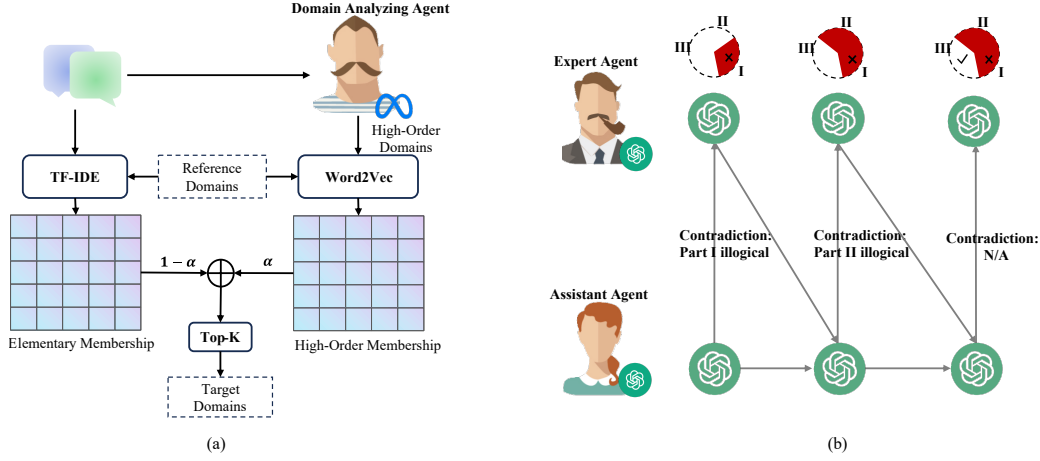 Domain Analyzing Agent
High-Order
Domains
TF-IDE
Reference
Domains
Word2Vec
1 − α
α
Elementary Membership
High-Order Membership
Top-K
Target
Domains
(a)
Expert Agent
Assistant Agent
II
III
I
II
III
I
II
III
I
Contradiction:
Part I illogical
Contradiction:
Part II illogical
Contradiction:
N/A
(b)